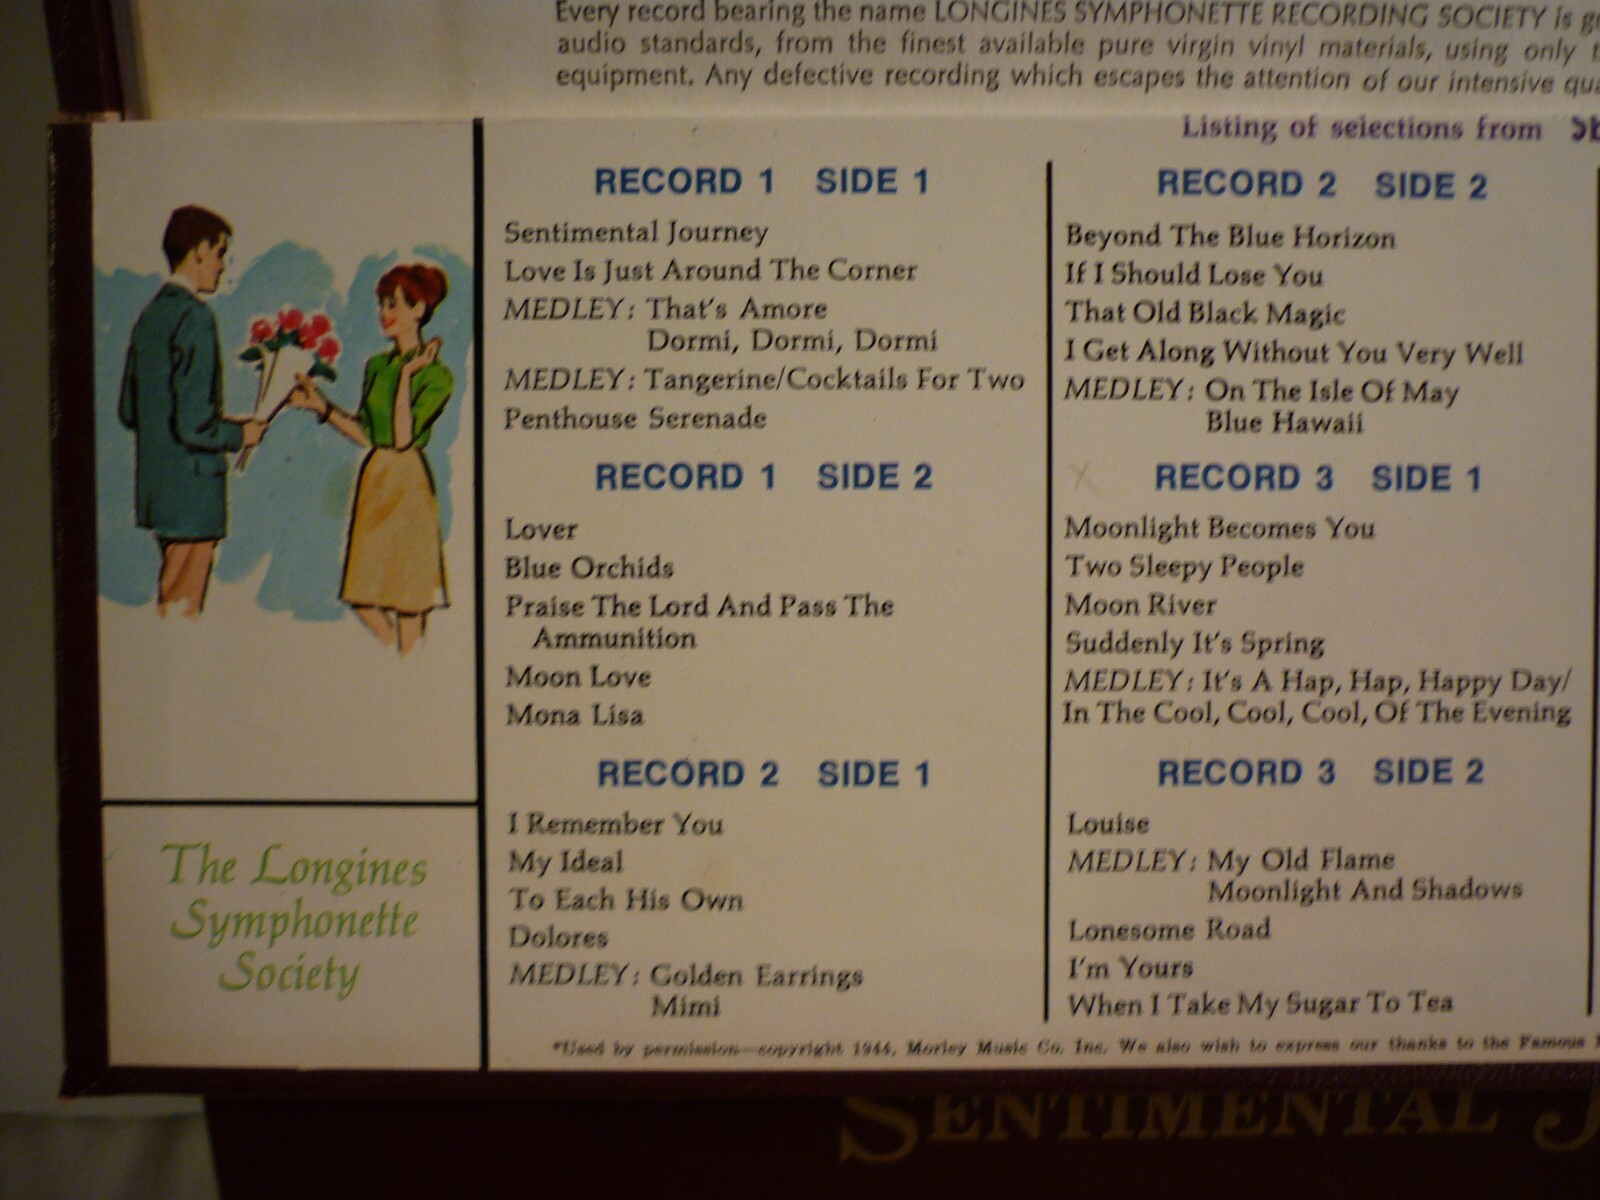 Every record bearing the name LONGINES SYMPHONETTE RECORDING SOCIETY is
audio standards, from the finest available pure virgin vinyl materials, using only
equipment. Any defective recording which escapes the attention of our intensive
Listing of selections from
RECORD 1 SIDE 1
Sentimental Journey
Love Is Just Around The Corner
MEDLEY: That's Amore
Dormi, Dormi, Dormi
MEDLEY: Tangerine/Cocktails For Two
Penthouse Serenade
RECORD 1 SIDE 2
Lover
Blue Orchids
Praise The Lord And Pass The
Ammunition
Moon Love
Mona Lisa
RECORD 2 SIDE 1
I Remember You
My Ideal
To Each His Own
Dolores
MEDLEY: Golden Earrings
Mimi
RECORD 2 SIDE 2
Beyond The Blue Horizon
If I Should Lose You
That Old Black Magic
I Get Along Without You Very Well
MEDLEY: On The Isle Of May
Blue Hawaii
X RECORD 3 SIDE 1
Moonlight Becomes You
Two Sleepy People
Moon River
Suddenly It's Spring
MEDLEY: It's A Hap, Hap, Happy Day/
In The Cool, Cool, Cool, Of The Evening
RECORD 3 SIDE 2
Louise
MEDLEY: My Old Flame
Moonlight And Shadows
Lonesome Road
I'm Yours
When I Take My Sugar To Tea
The Longines
Symphonette
Society
*Used by permission—copyright 1944, Morley Music Co. Inc. We also wish to express our thanks to the Famous
SENTIMENTAL